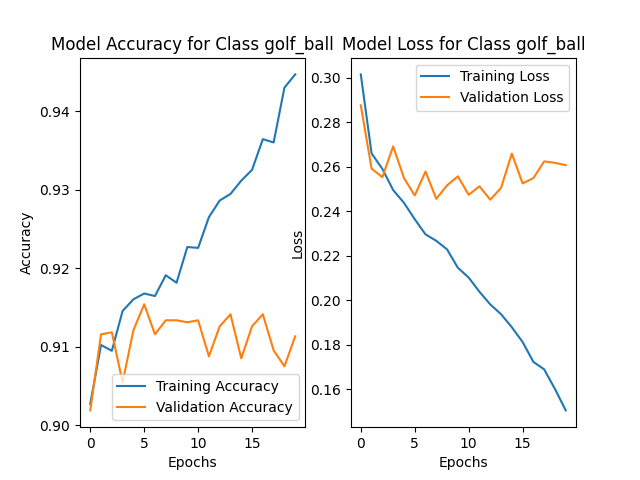 Model Accuracy for Class golf_ball
0.94
0.93
0.92
0.91
0.90
Accuracy
Training Accuracy
Validation Accuracy
0 5 10 15
Epochs
Model Loss for Class golf_ball
0.30
0.28
0.26
0.24
0.22
0.20
0.18
0.16
Loss
Training Loss
Validation Loss
0 5 10 15
Epochs